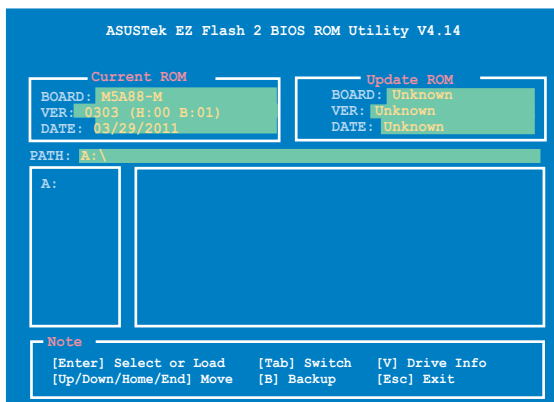 ASUSTek EZ Flash 2 BIOS ROM Utility V4.14
Current ROM
BOARD: M5A88-M
VER: 0303 (H:00 B:01)
DATE: 03/29/2011
Update ROM
BOARD: Unknown
VER: Unknown
DATE: Unknown
PATH: A:\
A:
Note
[Enter] Select or Load [Tab] Switch [V] Drive Info
[Up/Down/Home/End] Move [B] Backup [Esc] Exit